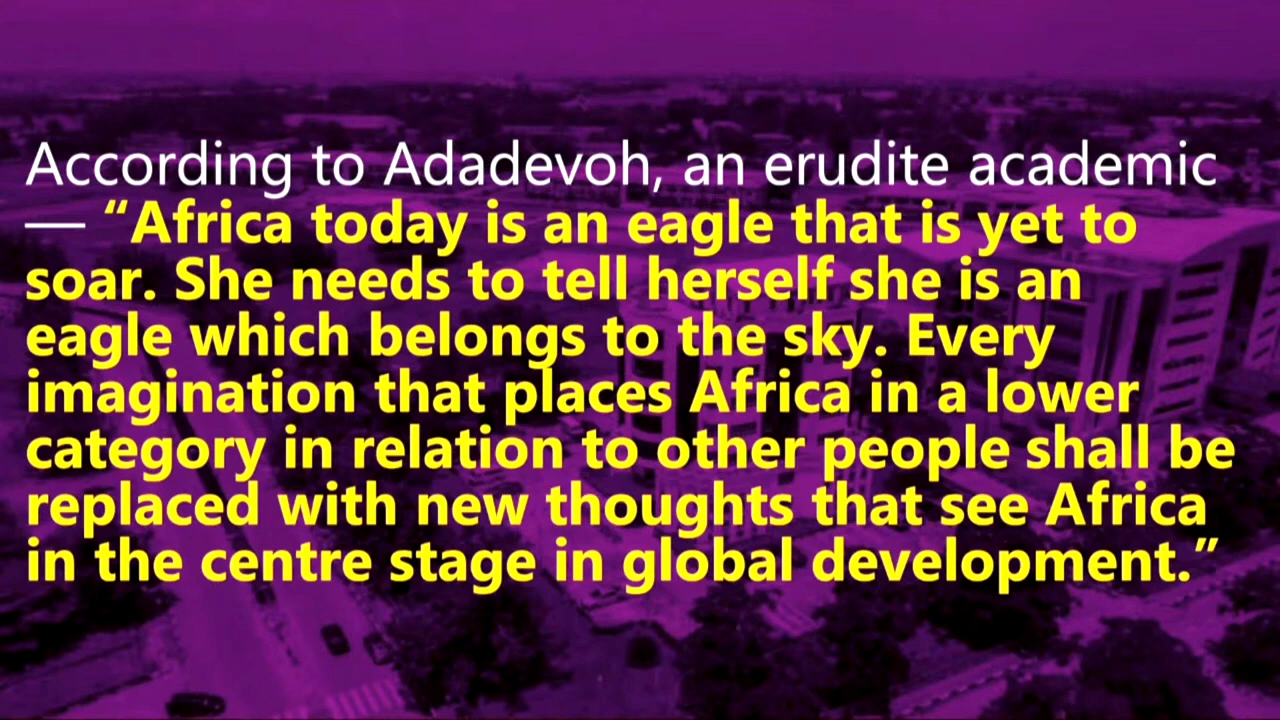 According to Adadevoh, an erudite academic
— “Africa today is an eagle that is yet to
soar. She needs to tell herself she is an
eagle which belongs to the sky. Every
imagination that places Africa in a lower
category in relation to other people shall be
replaced with new thoughts that see Africa
in the centre stage in global development.”